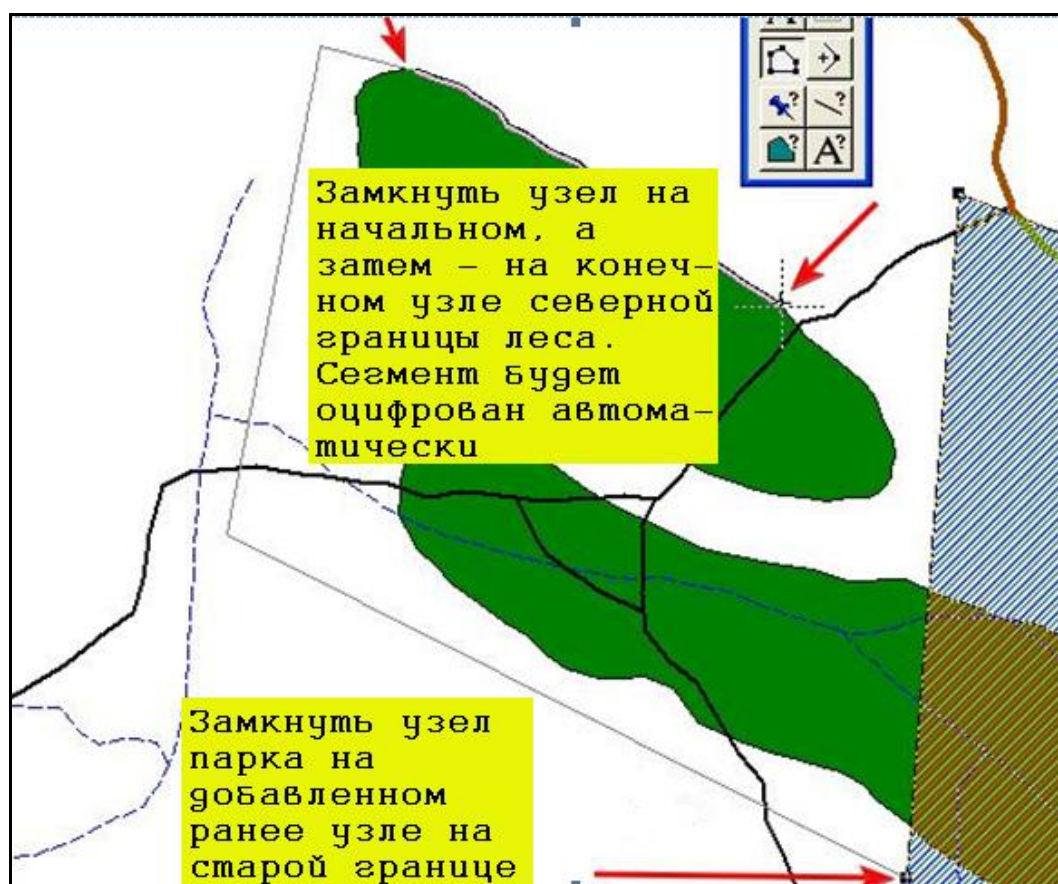 Замкнуть узел на
начальном, а
затем – на конеч–
ном узле северной
границы леса.
Сегмент будет
оцифрован автома–
тически
Замкнуть узел
парка на
добавленном
ранее узле на
старой границе
A?